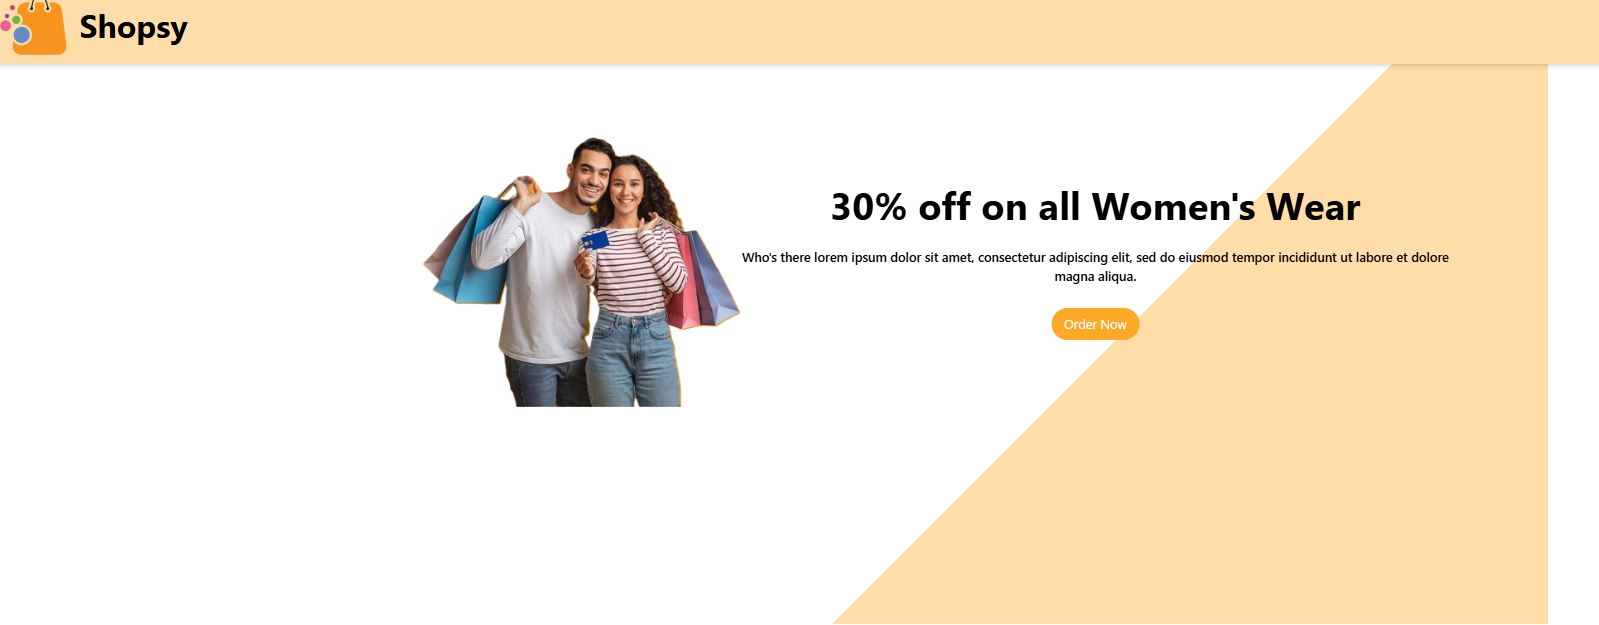 Shopsy
30% off on all Women's Wear
Who's there lorem ipsum dolor sit amet, consectetur adipiscing elit, sed do eiusmod tempor incididunt ut labore et dolore
magna aliqua.
Order Now